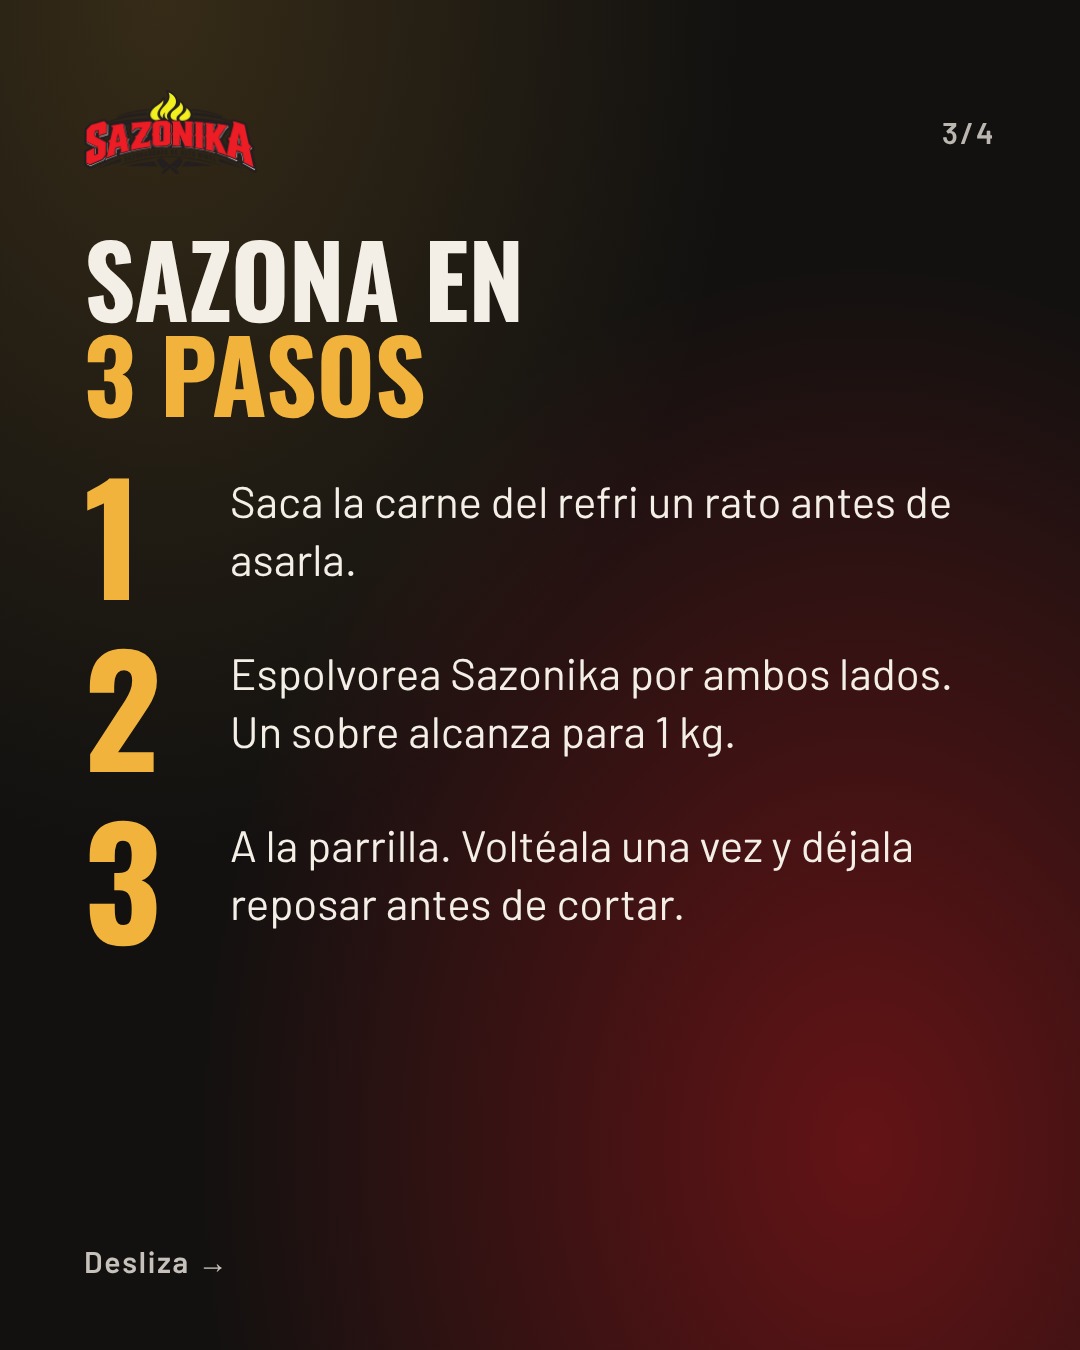 SAZONIKA
3/4
SAZONA EN
3 PASOS
1
Saca la carne del refri un rato antes de
asarla.
2
Espolvorea Sazonika por ambos lados.
Un sobre alcanza para 1 kg.
3
A la parrilla. Voltéala una vez y déjala
reposar antes de cortar.
Desliza →